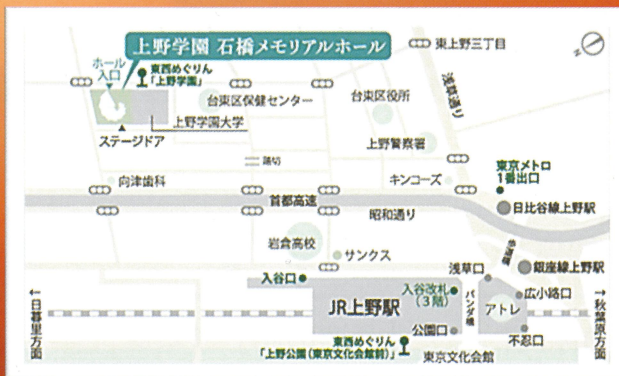 上野学園 石橋メモリアルホール
東上野三丁目
N
ホール
入口
東西めぐりん
「上野学園」
台東区保健センター
台東区役所
浅草通り
上野学園大学
ステージドア
上野警察署
踏切
東京メトロ
1番出口
向津歯科
キンコーズ
首都高速
日比谷線上野駅
昭和通り
岩倉高校
サンクス
浅草口
銀座線上野駅
入谷口
入谷改札
(3階)
広小路口
JR上野駅
パンダ橋
アトレ
←日暮里方面
→秋葉原方面
公園口
不忍口
東西めぐりん
「上野公園(東京文化会館前)」
東京文化会館